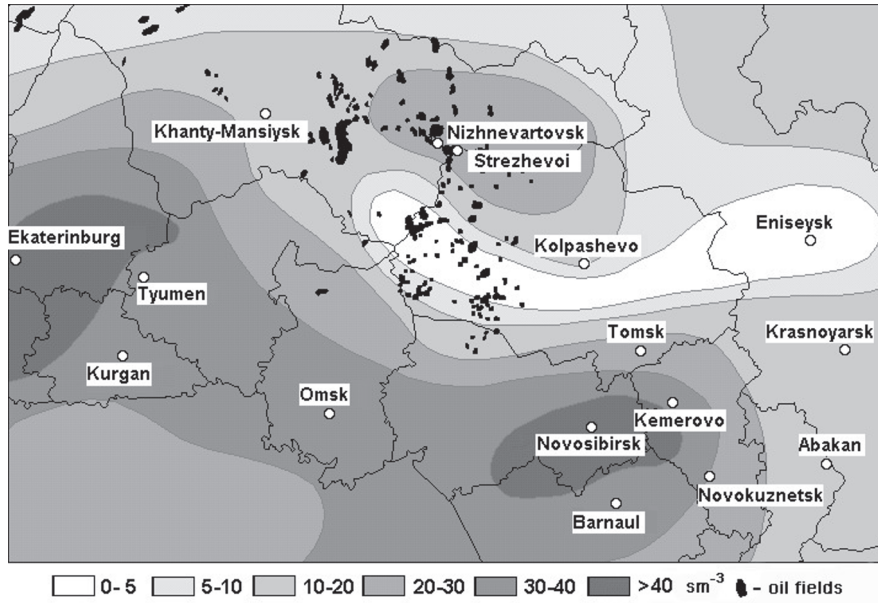 Khanty-Mansiysk
Nizhnevartovsk
Strezhevoi
Ekaterinburg
Kolpashevo
Eniseysk
Tyumen
Tomsk
Krasnoyarsk
Kurgan
Omsk
Kemerovo
Novosibirsk
Abakan
Novokuznetsk
Barnaul
0-5 5-10 10-20 20-30 30-40 >40 sm⁻³ - oil fields